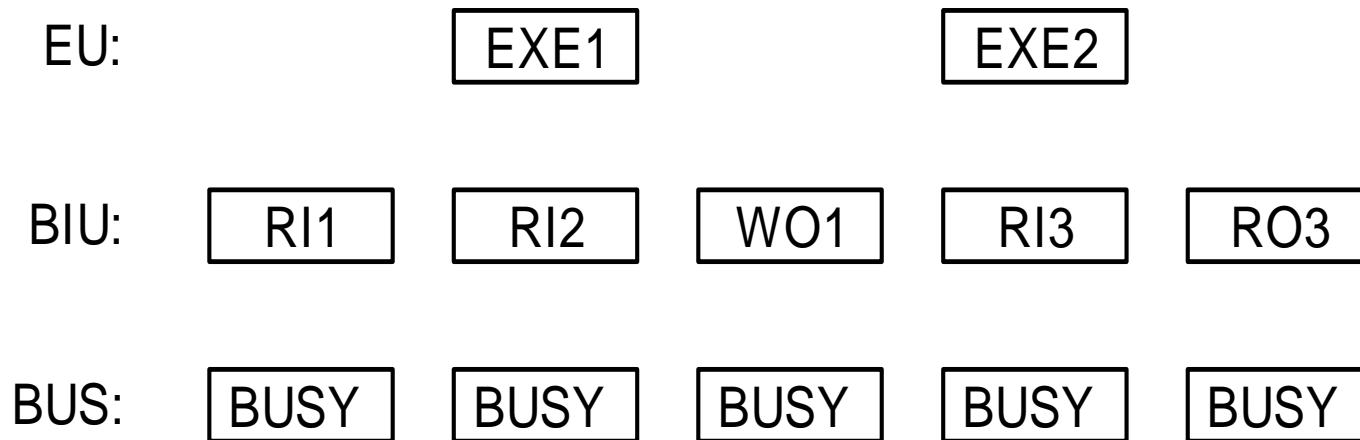 EU: EXE1 EXE2
BIU: RI1 RI2 WO1 RI3 RO3
BUS: BUSY BUSY BUSY BUSY BUSY